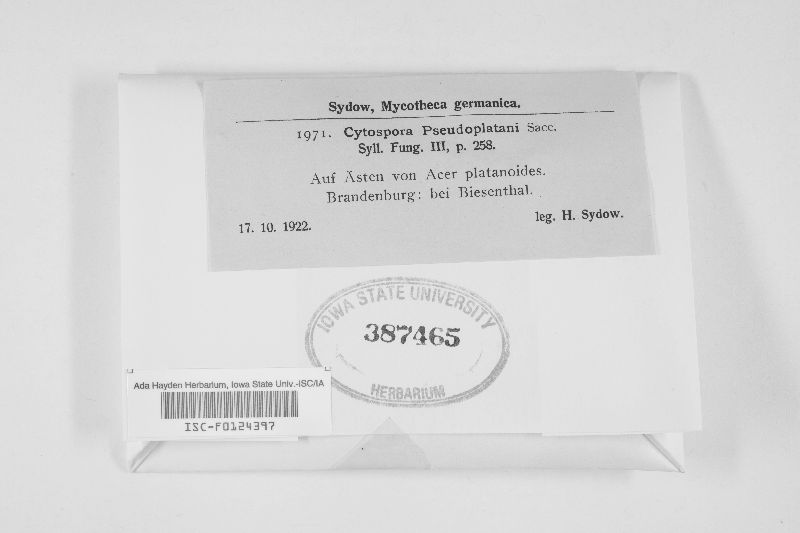 Sydow, Mycotheca germanica.
1971. Cytospora Pseudoplatani Sacc.
Syll. Fung. III, p. 258.
Auf Ästen von Acer platanoides.
Brandenburg: bei Biesenthal.
17. 10. 1922.
leg. H. Sydow.
IOWA STATE UNIVERSITY
387465
HERBARIUM
Ada Hayden Herbarium, Iowa State Univ.-ISC/IA
ISC-F0124397